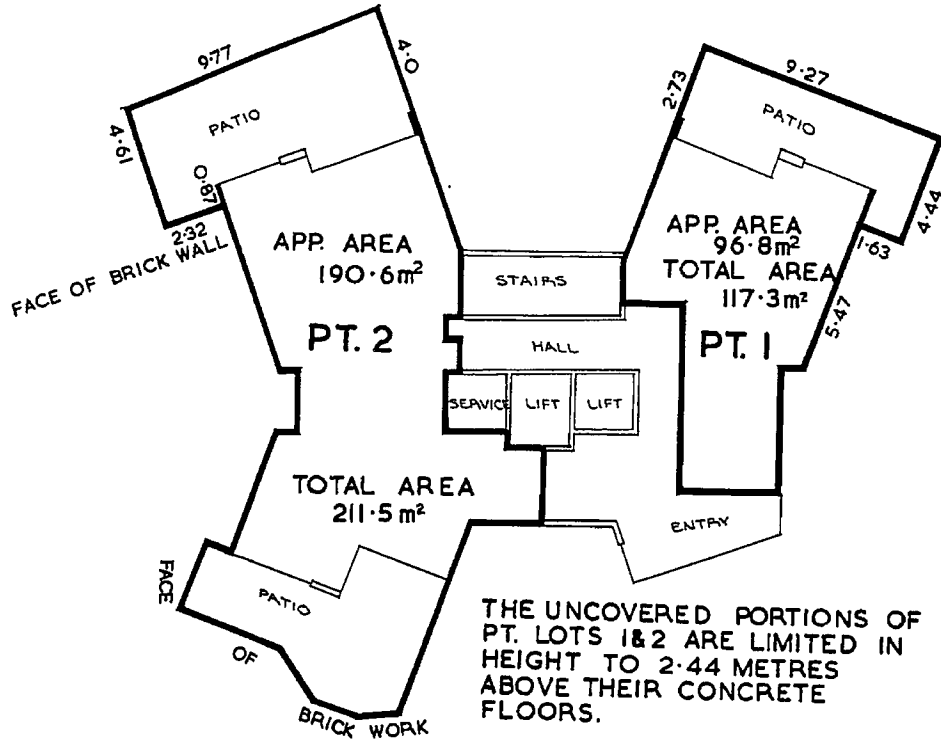 9·77
4·0
4·61
PATIO
0·87
2·32
FACE OF BRICK WALL
APP. AREA
190·6m²
PT. 2
TOTAL AREA
211·5m²
PATIO
FACE
OF
BRICK WORK
STAIRS
HALL
SERVICE
LIFT
LIFT
ENTRY
2·73
9·27
PATIO
4·44
1·63
5·47
APP. AREA
96·8m²
TOTAL AREA
117·3m²
PT. 1
THE UNCOVERED PORTIONS OF
PT. LOTS 1&2 ARE LIMITED IN
HEIGHT TO 2·44 METRES
ABOVE THEIR CONCRETE
FLOORS.